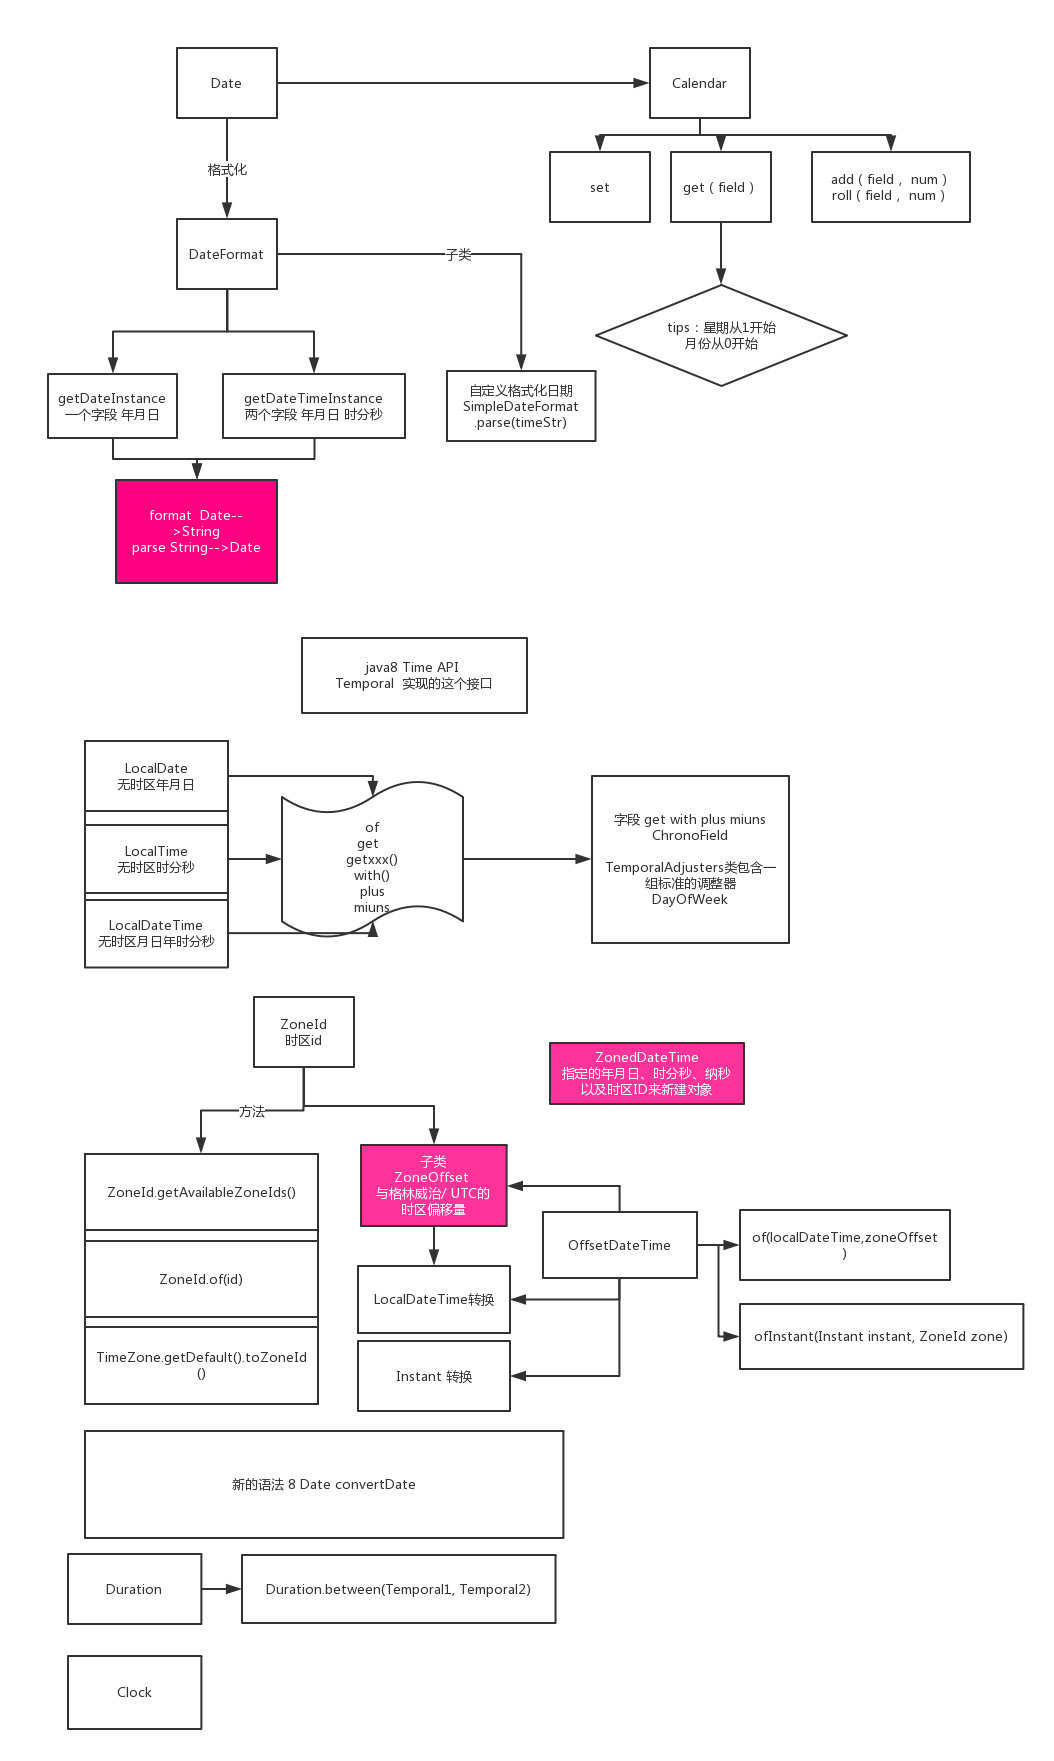 Date
Calendar
格式化
set
get（field）
add（field， num）
roll（field， num）
DateFormat
子类
tips：星期从1开始
月份从0开始
getDateInstance
一个字段 年月日
getDateTimeInstance
两个字段 年月日 时分秒
自定义格式化日期
SimpleDateFormat
.parse(timeStr)
format  Date--
>String
parse String-->Date
java8 Time API
Temporal  实现的这个接口
LocalDate
无时区年月日
LocalTime
无时区时分秒
LocalDateTime
无时区月日年时分秒
of
get
getxxx()
with()
plus
miuns
字段 get with plus miuns
ChronoField
TemporalAdjusters类包含一
组标准的调整器
DayOfWeek
ZoneId
时区id
ZonedDateTime
指定的年月日、时分秒、纳秒
以及时区ID来新建对象
方法
子类
ZoneOffset
与格林威治/ UTC的
时区偏移量
ZoneId.getAvailableZoneIds()
ZoneId.of(id)
TimeZone.getDefault().toZoneId
()
OffsetDateTime
of(localDateTime,zoneOffset
)
LocalDateTime转换
ofInstant(Instant instant, ZoneId zone)
Instant 转换
新的语法 8 Date convertDate
Duration
Duration.between(Temporal1, Temporal2)
Clock